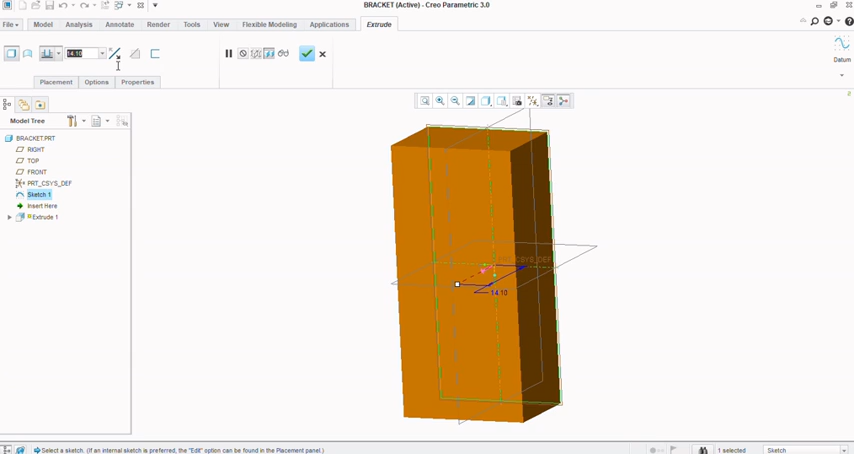 BRACKET (Active) - Creo Parametric 3.0
File Model Analysis Annotate Render Tools View Flexible Modeling Applications Extrude
14.10
Datum
Placement Options Properties
Model Tree
BRACKET.PRT
RIGHT
TOP
FRONT
PRT_CSYS_DEF
Sketch 1
Insert Here
Extrude 1
PRT_CSYS_DEF
14.10
Select a sketch. (If an internal sketch is preferred, the "Edit" option can be found in the Placement panel.)
1 selected
Sketch